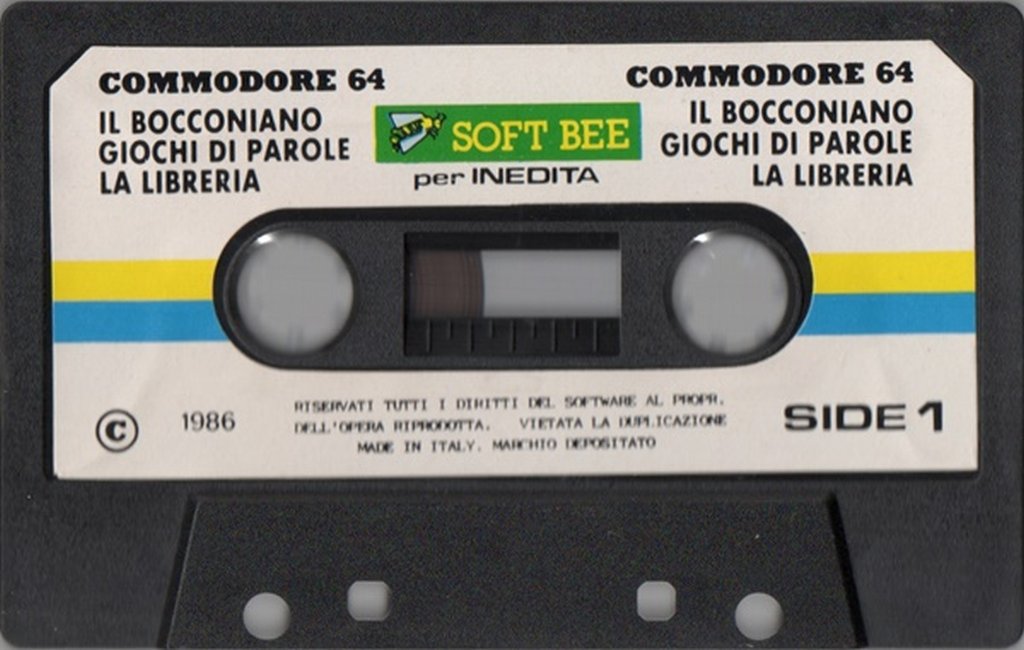 COMMODORE 64
IL BOCCONIANO
GIOCHI DI PAROLE
LA LIBRERIA
SOFT BEE
per INEDITA
COMMODORE 64
IL BOCCONIANO
GIOCHI DI PAROLE
LA LIBRERIA
© 1986
RISERVATI TUTTI I DIRITTI DEL SOFTWARE AL PROPR.
DELL'OPERA RIPRODOTTA. VIETATA LA DUPLICAZIONE
MADE IN ITALY. MARCHIO DEPOSITATO
SIDE 1